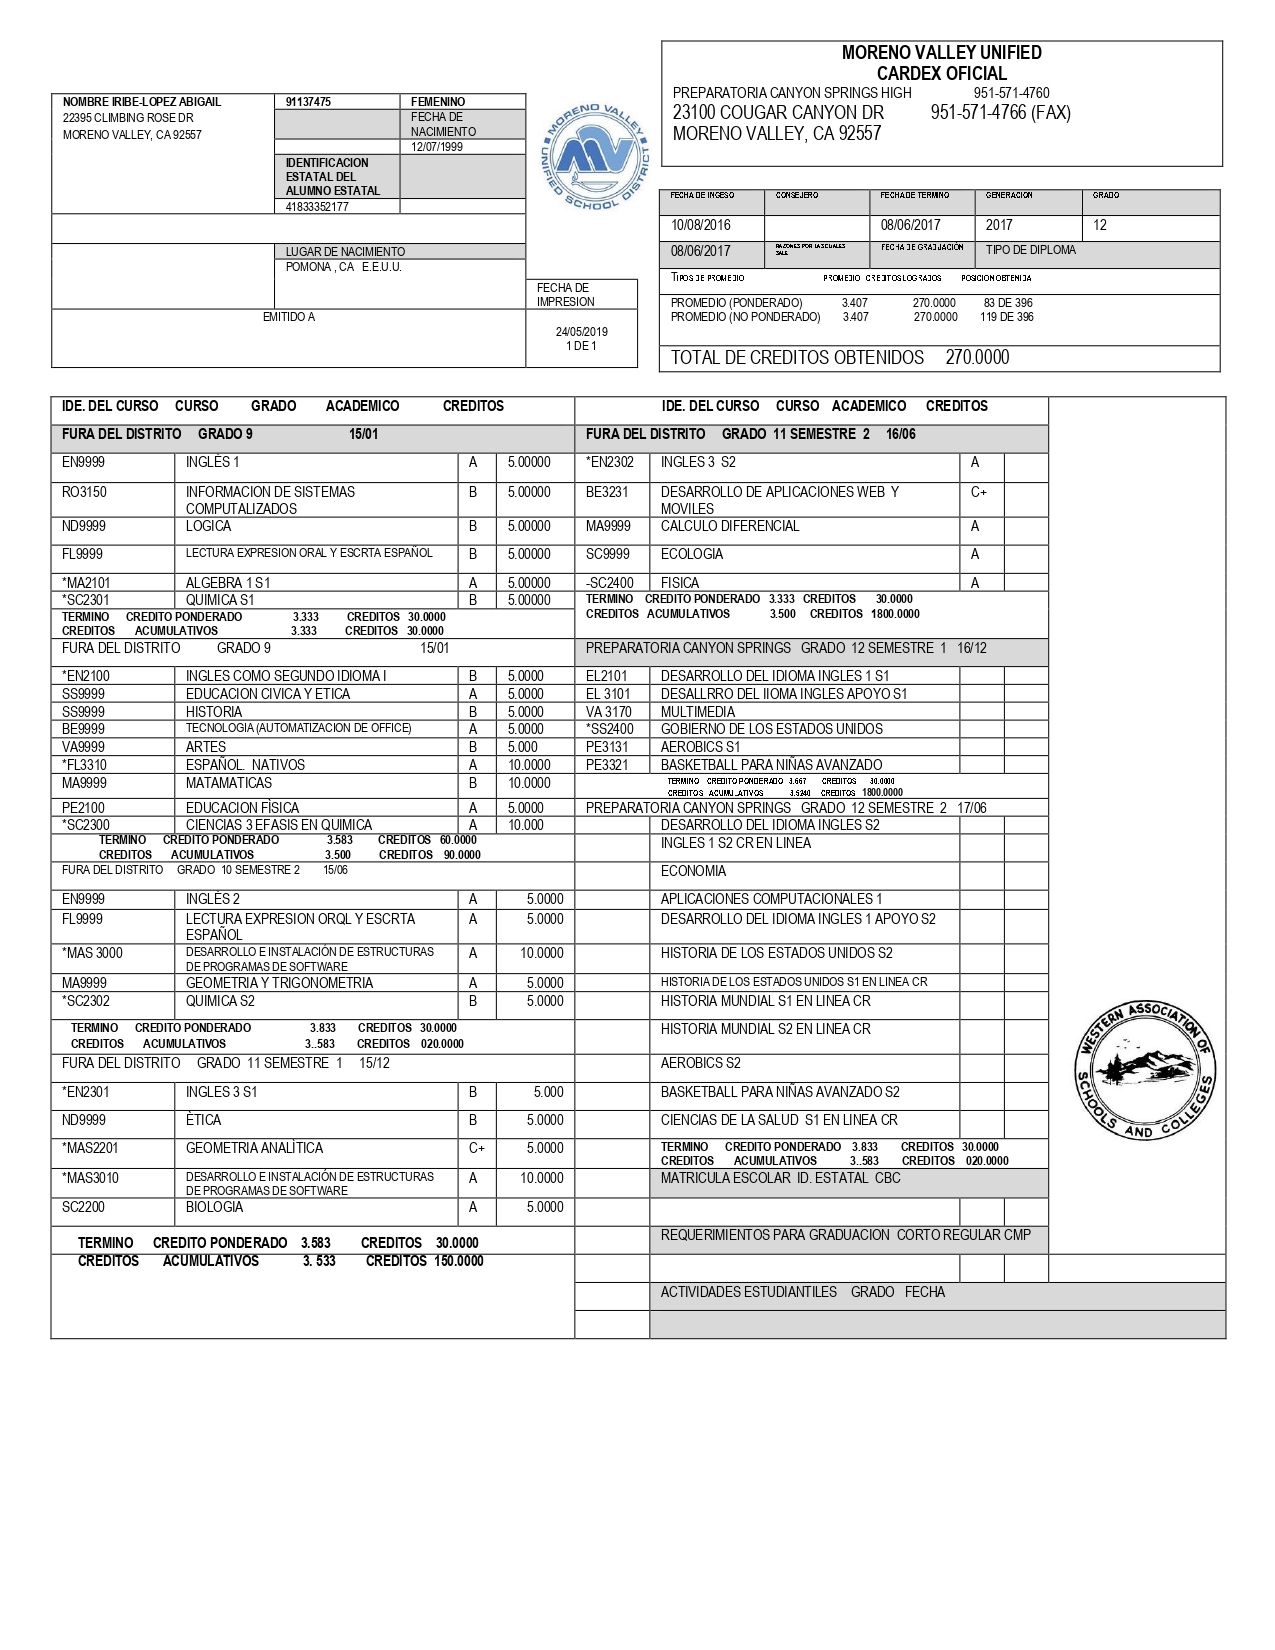 MORENO VALLEY UNIFIED
CARDEX OFICIAL
PREPARATORIA CANYON SPRINGS HIGH 951-571-4760
23100 COUGAR CANYON DR 951-571-4766 (FAX)
MORENO VALLEY, CA 92557
NOMBRE IRIBE-LOPEZ ABIGAIL 91137475 FEMENINO
22395 CLIMBING ROSE DR FECHA DE
MORENO VALLEY, CA 92557 NACIMIENTO
12/07/1999
IDENTIFICACION
ESTATAL DEL
ALUMNO ESTATAL
41833352177
LUGAR DE NACIMIENTO
POMONA , CA E.E.U.U.
FECHA DE
IMPRESION
EMITIDO A
24/05/2019
1 DE 1
MORENO VALLEY
UNIFIED SCHOOL DISTRICT
FECHA DE INGESO CONSEJERO FECHA DE TERMINO GENERACION GRADO
10/08/2016 08/06/2017 2017 12
08/06/2017 RAZONES POR LAS CUALES SALE FECHA DE GRADUACIÓN TIPO DE DIPLOMA
TIPOS DE PROMEDIO PROMEDIO CREDITOS LOGRADOS POSICION OBTENIDA
PROMEDIO (PONDERADO) 3.407 270.0000 83 DE 396
PROMEDIO (NO PONDERADO) 3.407 270.0000 119 DE 396
TOTAL DE CREDITOS OBTENIDOS 270.0000
IDE. DEL CURSO CURSO GRADO ACADEMICO CREDITOS
FURA DEL DISTRITO GRADO 9 15/01
EN9999 INGLÉS 1 A 5.00000
RO3150 INFORMACION DE SISTEMAS B 5.00000
COMPUTALIZADOS
ND9999 LOGICA B 5.00000
FL9999 LECTURA EXPRESION ORAL Y ESCRTA ESPAÑOL B 5.00000
*MA2101 ALGEBRA 1 S1 A 5.00000
*SC2301 QUIMICA S1 B 5.00000
TERMINO CREDITO PONDERADO 3.333 CREDITOS 30.0000
CREDITOS ACUMULATIVOS 3.333 CREDITOS 30.0000
FURA DEL DISTRITO GRADO 9 15/01
*EN2100 INGLES COMO SEGUNDO IDIOMA I B 5.0000
SS9999 EDUCACION CIVICA Y ETICA A 5.0000
SS9999 HISTORIA B 5.0000
BE9999 TECNOLOGIA (AUTOMATIZACION DE OFFICE) A 5.0000
VA9999 ARTES B 5.000
*FL3310 ESPAÑOL. NATIVOS A 10.0000
MA9999 MATAMATICAS B 10.0000
PE2100 EDUCACION FÍSICA A 5.0000
*SC2300 CIENCIAS 3 EFASIS EN QUIMICA A 10.000
TERMINO CREDITO PONDERADO 3.583 CREDITOS 60.0000
CREDITOS ACUMULATIVOS 3.500 CREDITOS 90.0000
FURA DEL DISTRITO GRADO 10 SEMESTRE 2 15/06
EN9999 INGLÉS 2 A 5.0000
FL9999 LECTURA EXPRESION ORQL Y ESCRTA A 5.0000
ESPAÑOL
*MAS 3000 DESARROLLO E INSTALACIÓN DE ESTRUCTURAS A 10.0000
DE PROGRAMAS DE SOFTWARE
MA9999 GEOMETRIA Y TRIGONOMETRIA A 5.0000
*SC2302 QUIMICA S2 B 5.0000
TERMINO CREDITO PONDERADO 3.833 CREDITOS 30.0000
CREDITOS ACUMULATIVOS 3..583 CREDITOS 020.0000
FURA DEL DISTRITO GRADO 11 SEMESTRE 1 15/12
*EN2301 INGLES 3 S1 B 5.000
ND9999 ÈTICA B 5.0000
*MAS2201 GEOMETRIA ANALÌTICA C+ 5.0000
*MAS3010 DESARROLLO E INSTALACIÓN DE ESTRUCTURAS A 10.0000
DE PROGRAMAS DE SOFTWARE
SC2200 BIOLOGIA A 5.0000
TERMINO CREDITO PONDERADO 3.583 CREDITOS 30.0000
CREDITOS ACUMULATIVOS 3. 533 CREDITOS 150.0000
IDE. DEL CURSO CURSO ACADEMICO CREDITOS
FURA DEL DISTRITO GRADO 11 SEMESTRE 2 16/06
*EN2302 INGLES 3 S2 A
BE3231 DESARROLLO DE APLICACIONES WEB Y C+
MOVILES
MA9999 CALCULO DIFERENCIAL A
SC9999 ECOLOGIA A
-SC2400 FISICA A
TERMINO CREDITO PONDERADO 3.333 CREDITOS 30.0000
CREDITOS ACUMULATIVOS 3.500 CREDITOS 1800.0000
PREPARATORIA CANYON SPRINGS GRADO 12 SEMESTRE 1 16/12
EL2101 DESARROLLO DEL IDIOMA INGLES 1 S1
EL 3101 DESALLRRO DEL IIOMA INGLES APOYO S1
VA 3170 MULTIMEDIA
*SS2400 GOBIERNO DE LOS ESTADOS UNIDOS
PE3131 AEROBICS S1
PE3321 BASKETBALL PARA NIÑAS AVANZADO
TERMINO CREDITO PONDERADO 3.667 CREDITOS 30.0000
CREDITOS ACUMULATIVOS 3.5240 CREDITOS 1800.0000
PREPARATORIA CANYON SPRINGS GRADO 12 SEMESTRE 2 17/06
DESARROLLO DEL IDIOMA INGLES S2
INGLES 1 S2 CR EN LINEA
ECONOMIA
APLICACIONES COMPUTACIONALES 1
DESARROLLO DEL IDIOMA INGLES 1 APOYO S2
HISTORIA DE LOS ESTADOS UNIDOS S2
HISTORIA DE LOS ESTADOS UNIDOS S1 EN LINEA CR
HISTORIA MUNDIAL S1 EN LINEA CR
HISTORIA MUNDIAL S2 EN LINEA CR
AEROBICS S2
BASKETBALL PARA NIÑAS AVANZADO S2
CIENCIAS DE LA SALUD S1 EN LINEA CR
TERMINO CREDITO PONDERADO 3.833 CREDITOS 30.0000
CREDITOS ACUMULATIVOS 3..583 CREDITOS 020.0000
MATRICULA ESCOLAR ID. ESTATAL CBC
REQUERIMIENTOS PARA GRADUACION CORTO REGULAR CMP
ACTIVIDADES ESTUDIANTILES GRADO FECHA
WESTERN ASSOCIATION OF
SCHOOLS AND COLLEGES